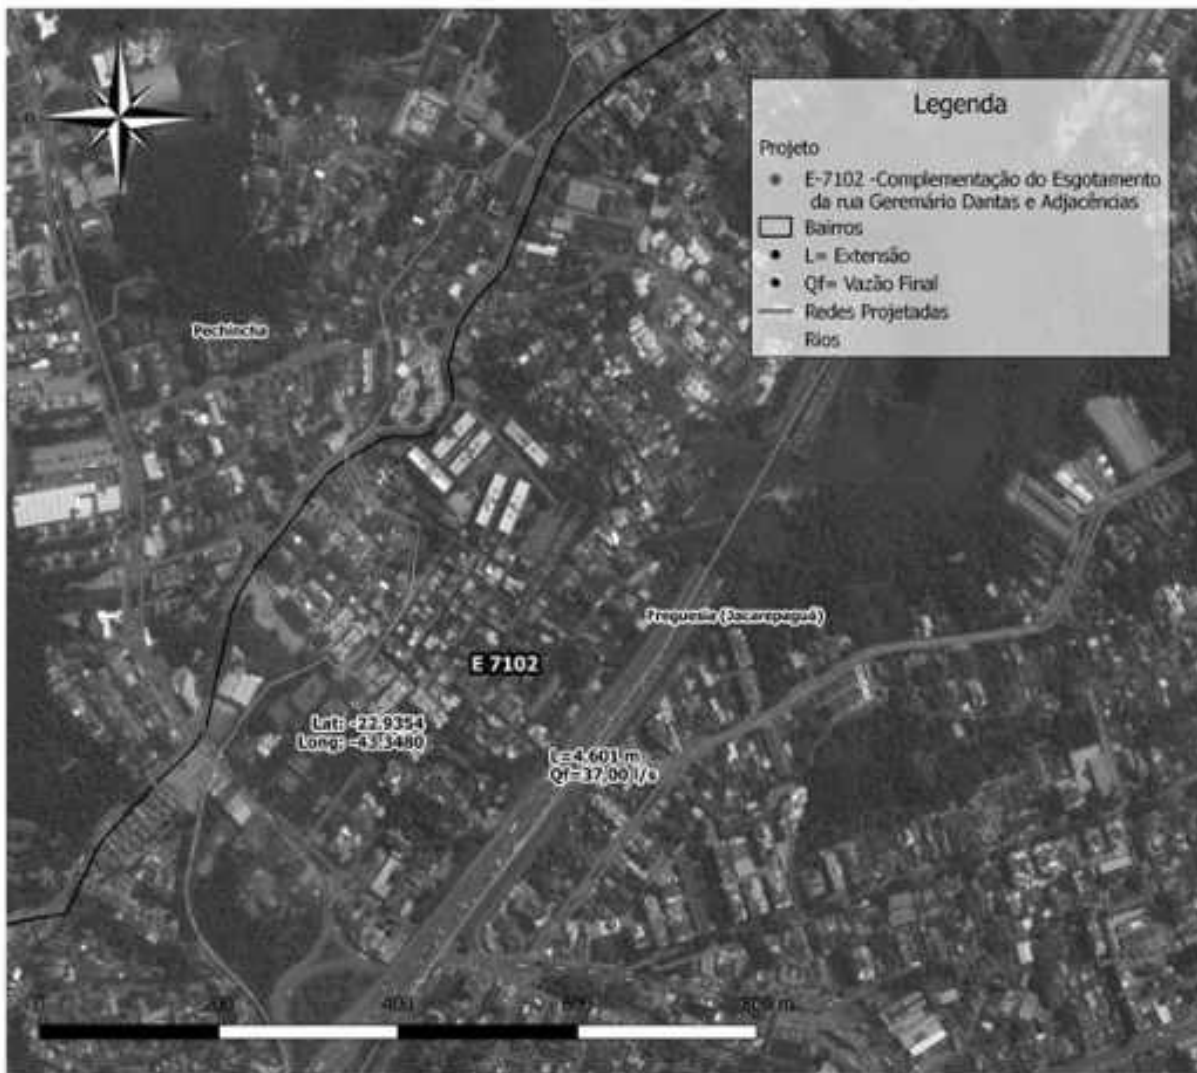 Legenda
Projeto
E-7102 -Complementação do Esgotamento
da rua Geremário Dantas e Adjacências
Bairros
L= Extensão
Qf= Vazão Final
Redes Projetadas
Rios
Pechincha
Freguesia (Jacarepaguá)
E 7102
Lat: -22.9354
Long: -43.3480
L=4.601 m
Qf=37,00 l/s
0 200 400 600 800 m